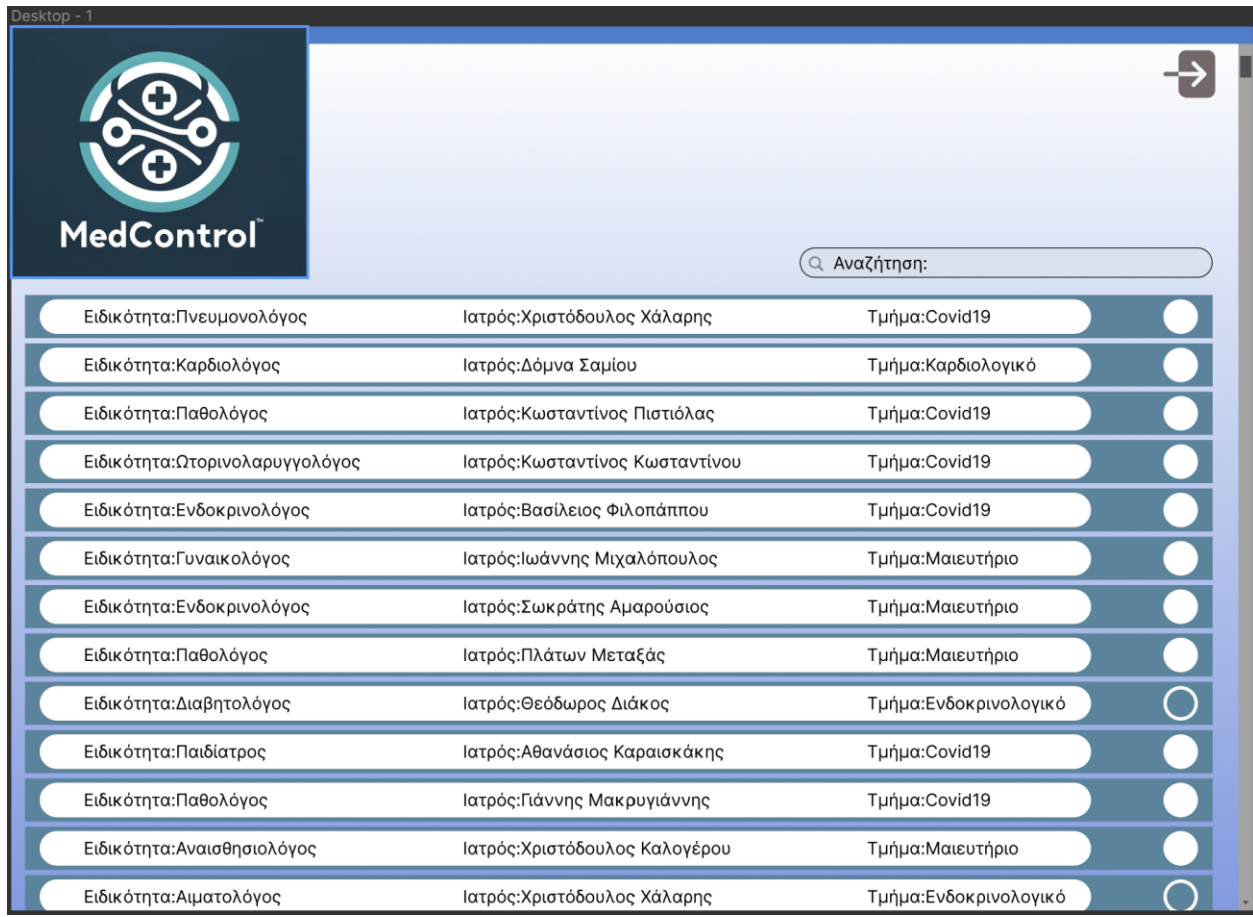 Desktop - 1
MedControl™
Αναζήτηση:
Ειδικότητα:Πνευμονολόγος Ιατρός:Χριστόδουλος Χάλαρης Τμήμα:Covid19
Ειδικότητα:Καρδιολόγος Ιατρός:Δόμνα Σαμίου Τμήμα:Καρδιολογικό
Ειδικότητα:Παθολόγος Ιατρός:Κωσταντίνος Πιστιόλας Τμήμα:Covid19
Ειδικότητα:Ωτορινολαρυγγολόγος Ιατρός:Κωσταντίνος Κωσταντίνου Τμήμα:Covid19
Ειδικότητα:Ενδοκρινολόγος Ιατρός:Βασίλειος Φιλοπάππου Τμήμα:Covid19
Ειδικότητα:Γυναικολόγος Ιατρός:Ιωάννης Μιχαλόπουλος Τμήμα:Μαιευτήριο
Ειδικότητα:Ενδοκρινολόγος Ιατρός:Σωκράτης Αμαρούσιος Τμήμα:Μαιευτήριο
Ειδικότητα:Παθολόγος Ιατρός:Πλάτων Μεταξάς Τμήμα:Μαιευτήριο
Ειδικότητα:Διαβητολόγος Ιατρός:Θεόδωρος Διάκος Τμήμα:Ενδοκρινολογικό
Ειδικότητα:Παιδίατρος Ιατρός:Αθανάσιος Καραισκάκης Τμήμα:Covid19
Ειδικότητα:Παθολόγος Ιατρός:Γιάννης Μακρυγιάννης Τμήμα:Covid19
Ειδικότητα:Αναισθησιολόγος Ιατρός:Χριστόδουλος Καλογέρου Τμήμα:Μαιευτήριο
Ειδικότητα:Αιματολόγος Ιατρός:Χριστόδουλος Χάλαρης Τμήμα:Ενδοκρινολογικό